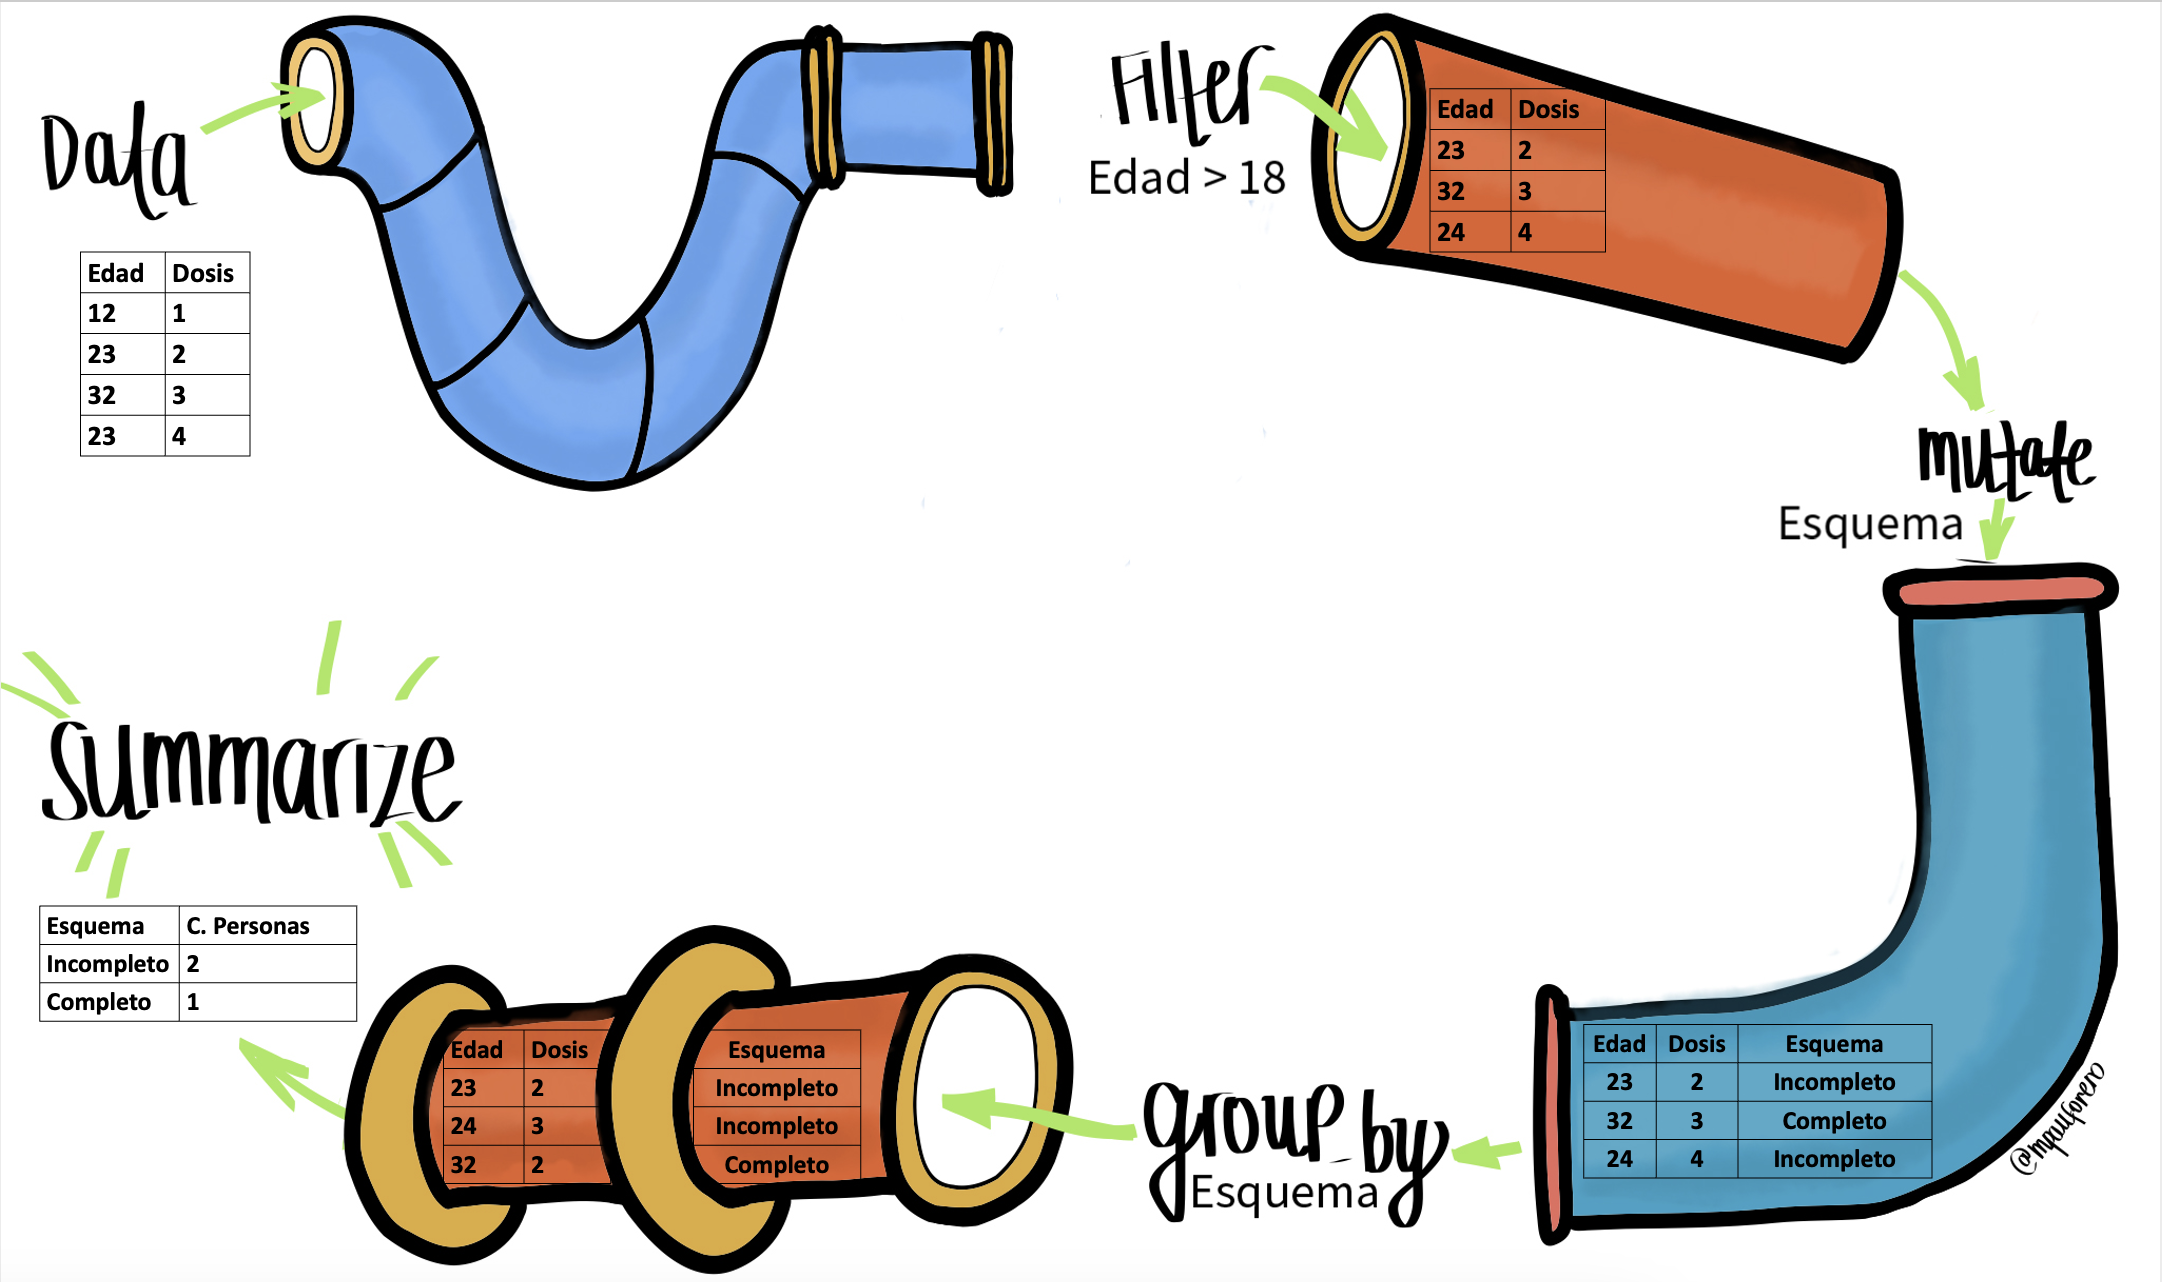 Data
Edad Dosis
12 1
23 2
32 3
23 4
Filter
Edad > 18
Edad Dosis
23 2
32 3
24 4
mutate
Esquema
Edad Dosis Esquema
23 2 Incompleto
32 3 Completo
24 4 Incompleto
@mpauforero
group_by
Esquema
Edad Dosis Esquema
23 2 Incompleto
24 3 Incompleto
32 2 Completo
Summarize
Esquema C. Personas
Incompleto 2
Completo 1